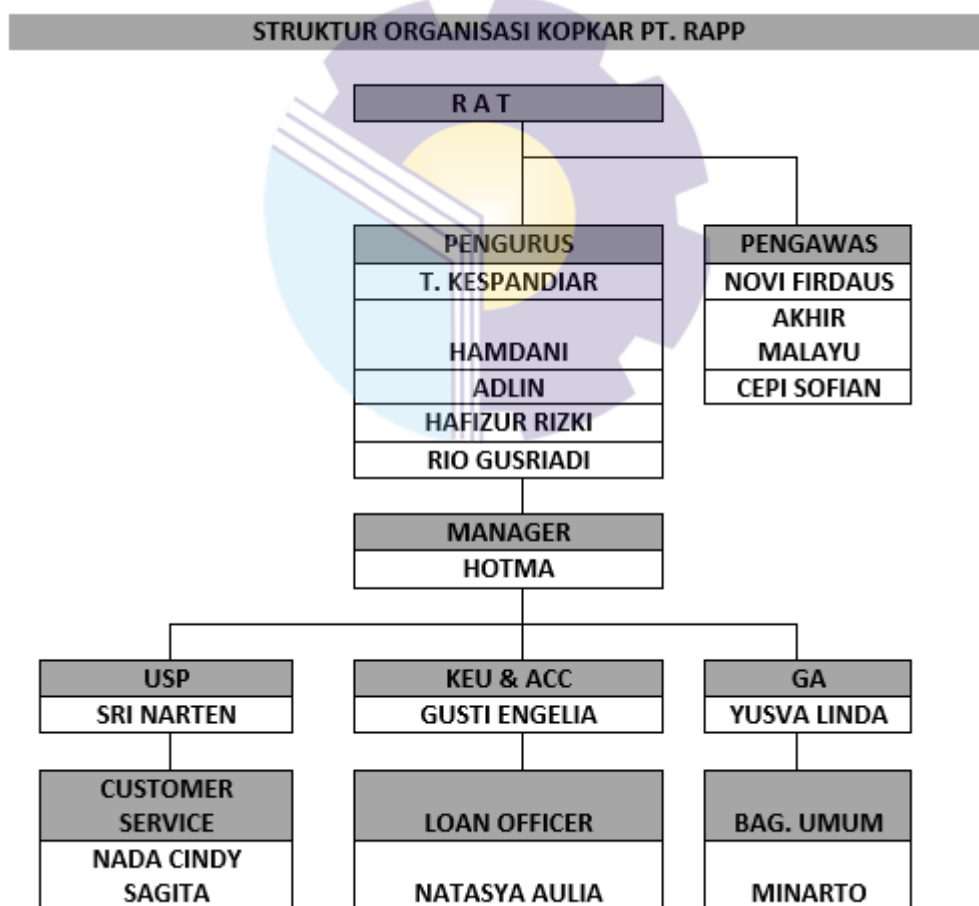 STRUKTUR ORGANISASI KOPKAR PT. RAPP
R A T
PENGURUS
T. KESPANDIAR
HAMDANI
ADLIN
HAFIZUR RIZKI
RIO GUSRIADI
PENGAWAS
NOVI FIRDAUS
AKHIR
MALAYU
CEPI SOFIAN
MANAGER
HOTMA
USP
SRI NARTEN
KEU & ACC
GUSTI ENGELIA
GA
YUSVA LINDA
CUSTOMER
SERVICE
NADA CINDY
SAGITA
LOAN OFFICER
NATASYA AULIA
BAG. UMUM
MINARTO